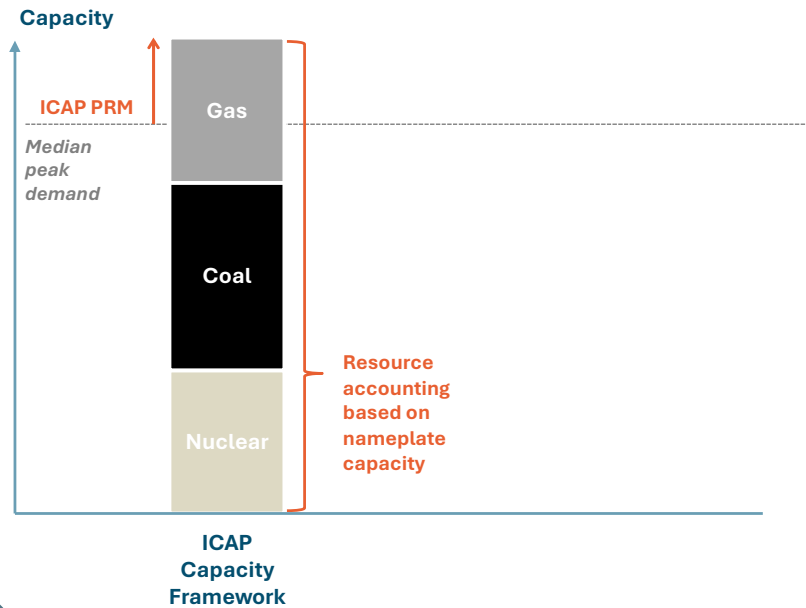 Capacity
ICAP PRM
Median
peak
demand
Gas
Coal
Nuclear
Resource
accounting
based on
nameplate
capacity
ICAP
Capacity
Framework